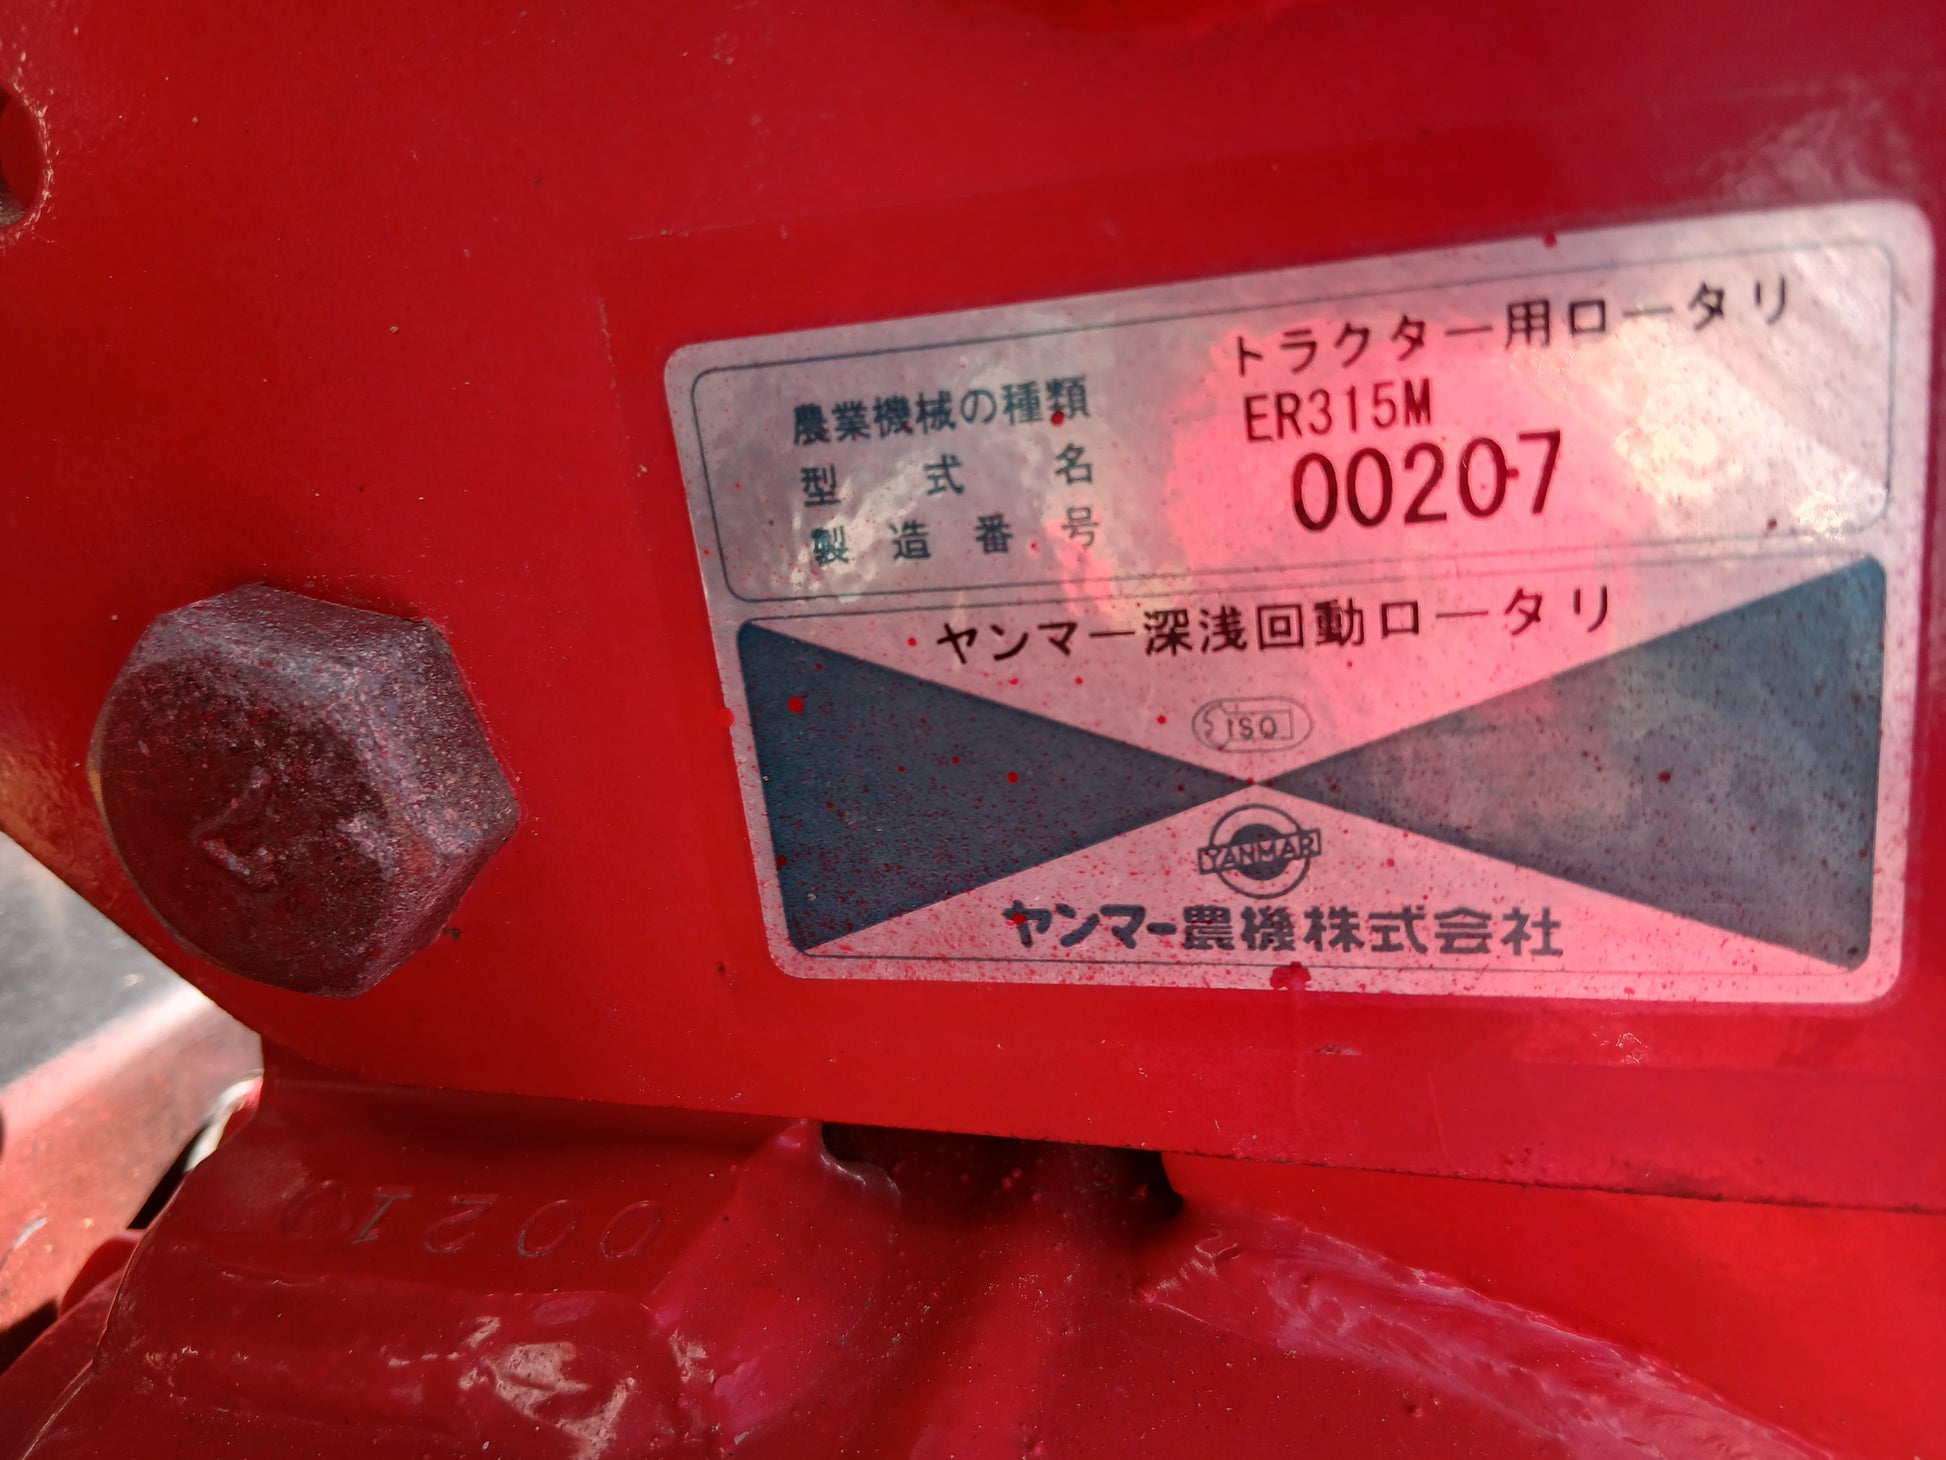 農業機械の種類 トラクター用ロータリ
型式名 ER315M
製造番号 00207
ヤンマー深浅回動ロータリ
ISO
YANMAR
ヤンマー農機株式会社
7